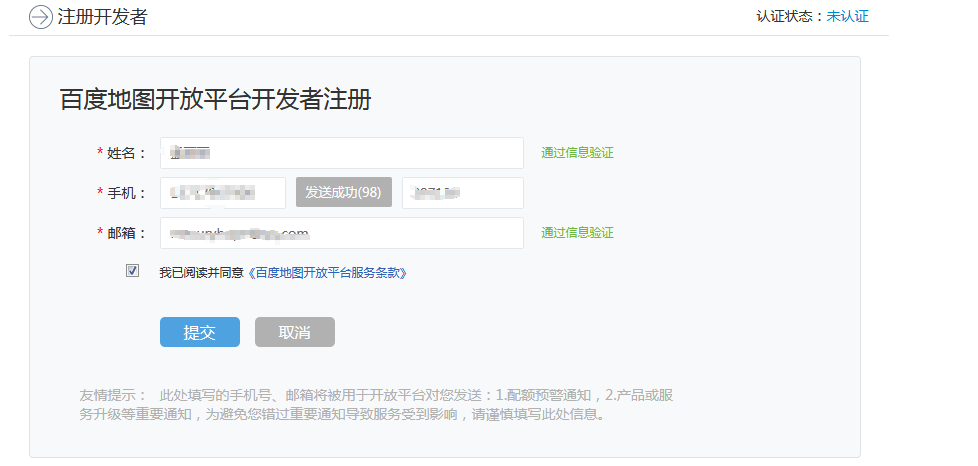 注册开发者
认证状态：未认证
百度地图开放平台开发者注册
* 姓名： 通过信息验证
* 手机： 发送成功(98)
* 邮箱： .com 通过信息验证
我已阅读并同意《百度地图开放平台服务条款》
提交 取消
友情提示： 此处填写的手机号、邮箱将被用于开放平台对您发送：1.配额预警通知，2.产品或服
务升级等重要通知，为避免您错过重要通知导致服务受到影响，请谨慎填写此处信息。